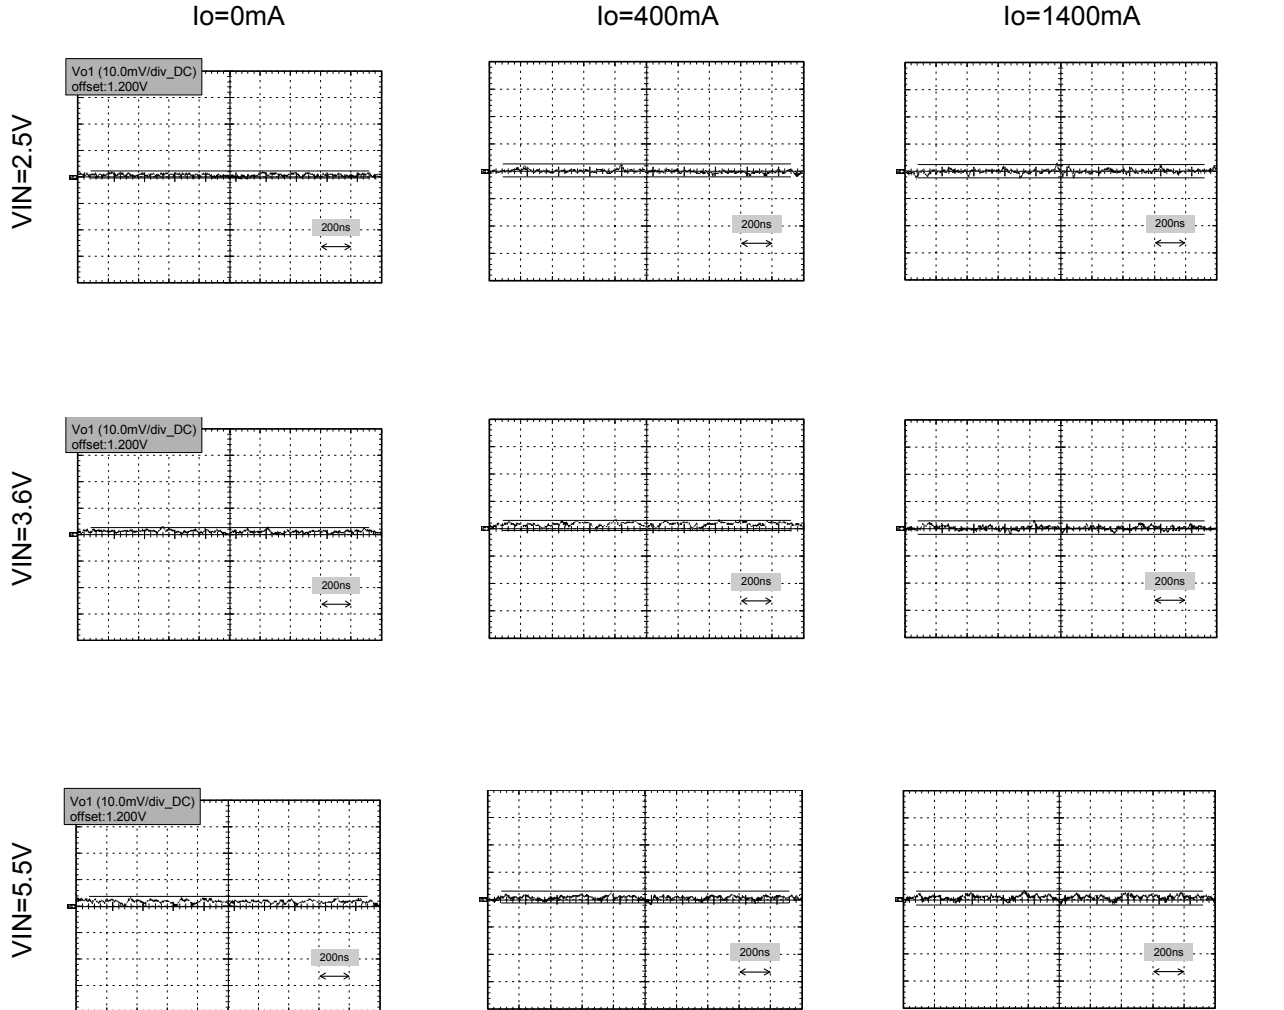 Io=0mA
Io=400mA
Io=1400mA
VIN=2.5V
Vo1 (10.0mV/div_DC)
offset:1.200V
200ns
200ns
200ns
VIN=3.6V
Vo1 (10.0mV/div_DC)
offset:1.200V
200ns
200ns
200ns
VIN=5.5V
Vo1 (10.0mV/div_DC)
offset:1.200V
200ns
200ns
200ns